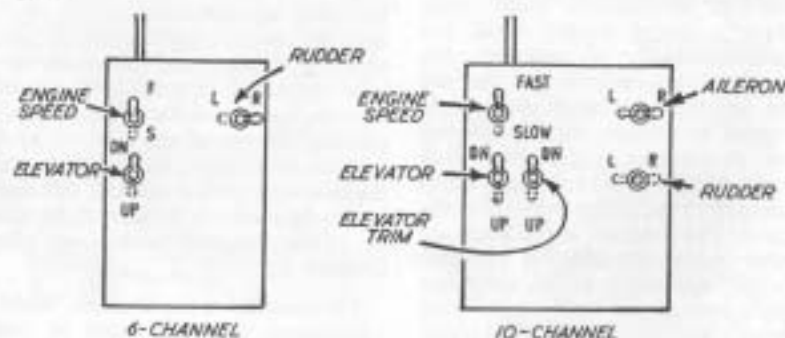 RUDDER
F
L R
ENGINE
SPEED
S
DN
ELEVATOR
UP
6-CHANNEL
FAST
ENGINE
SPEED
L R
AILERON
SLOW
DN DN
ELEVATOR
L R
RUDDER
ELEVATOR
TRIM
UP UP
10-CHANNEL